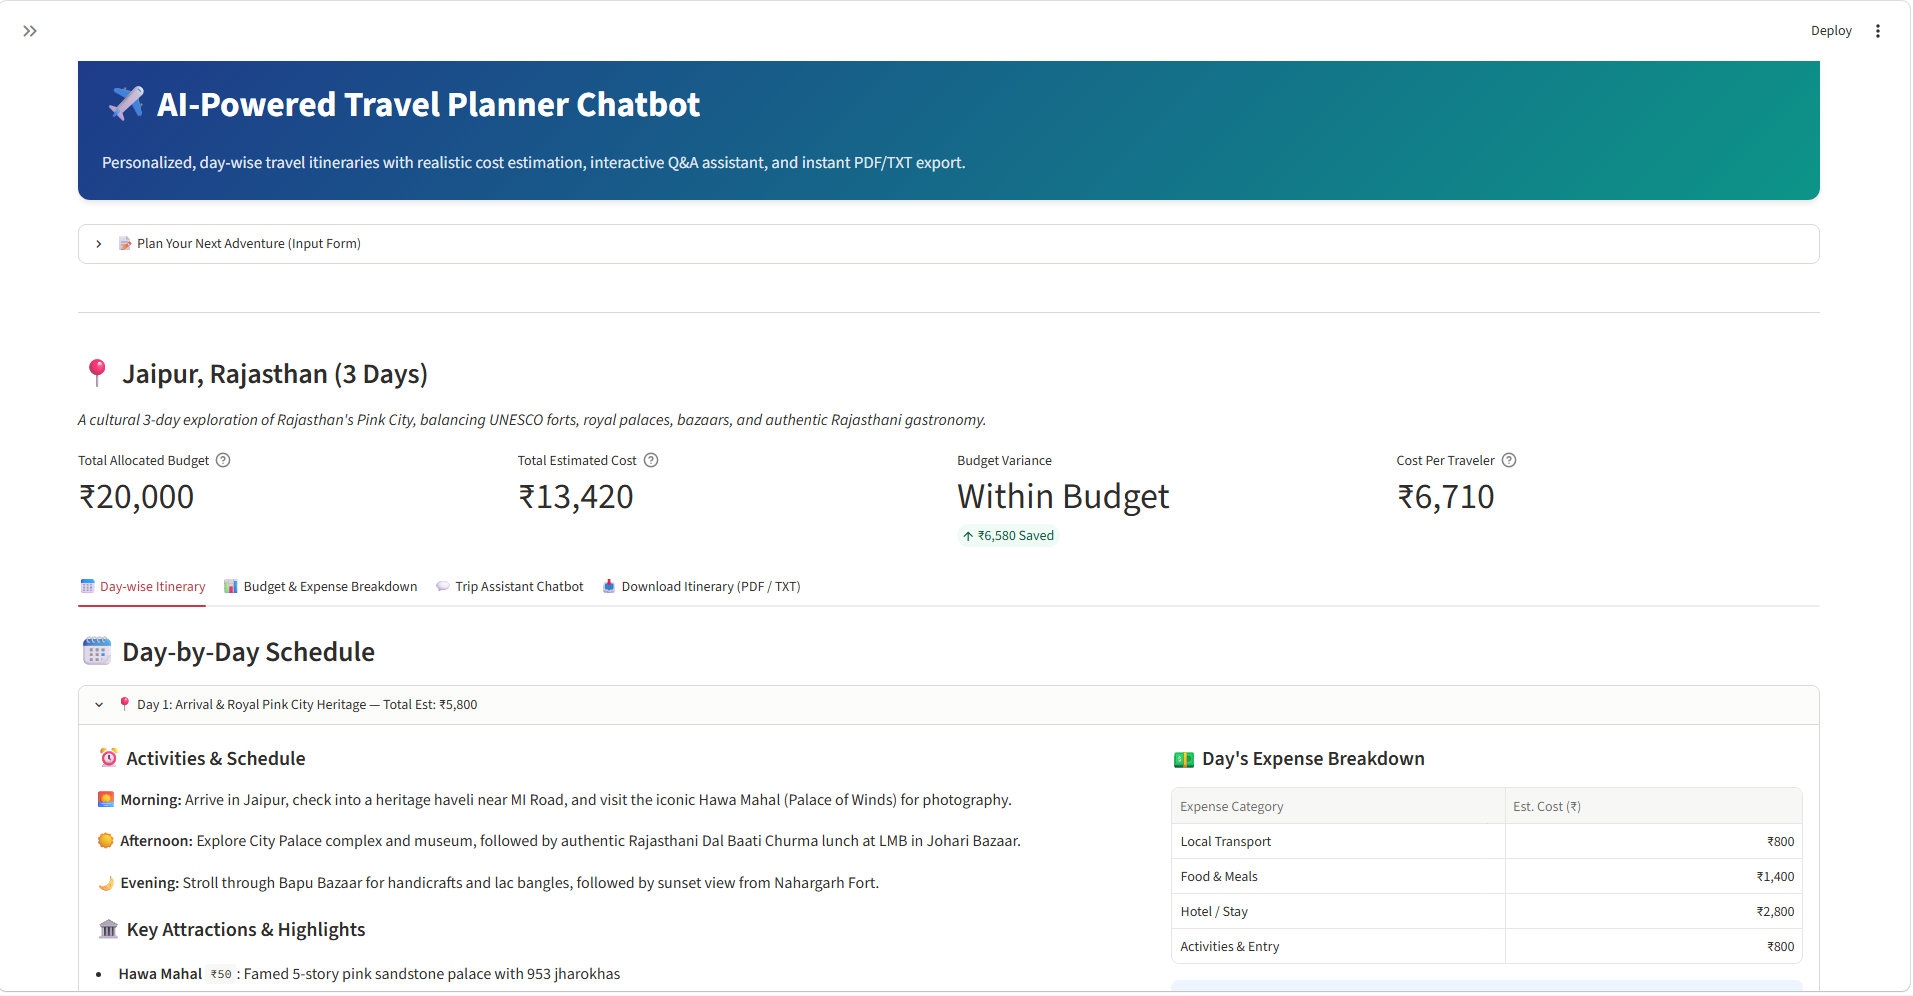 Deploy
AI-Powered Travel Planner Chatbot
Personalized, day-wise travel itineraries with realistic cost estimation, interactive Q&A assistant, and instant PDF/TXT export.
Plan Your Next Adventure (Input Form)
Jaipur, Rajasthan (3 Days)
A cultural 3-day exploration of Rajasthan's Pink City, balancing UNESCO forts, royal palaces, bazaars, and authentic Rajasthani gastronomy.
Total Allocated Budget
₹20,000
Total Estimated Cost
₹13,420
Budget Variance
Within Budget
↑ ₹6,580 Saved
Cost Per Traveler
₹6,710
Day-wise Itinerary
Budget & Expense Breakdown
Trip Assistant Chatbot
Download Itinerary (PDF / TXT)
Day-by-Day Schedule
Day 1: Arrival & Royal Pink City Heritage — Total Est: ₹5,800
Activities & Schedule
Morning: Arrive in Jaipur, check into a heritage haveli near MI Road, and visit the iconic Hawa Mahal (Palace of Winds) for photography.
Afternoon: Explore City Palace complex and museum, followed by authentic Rajasthani Dal Baati Churma lunch at LMB in Johari Bazaar.
Evening: Stroll through Bapu Bazaar for handicrafts and lac bangles, followed by sunset view from Nahargarh Fort.
Key Attractions & Highlights
• Hawa Mahal ₹50 : Famed 5-story pink sandstone palace with 953 jharokhas
Day's Expense Breakdown
Expense Category Est. Cost (₹)
Local Transport ₹800
Food & Meals ₹1,400
Hotel / Stay ₹2,800
Activities & Entry ₹800